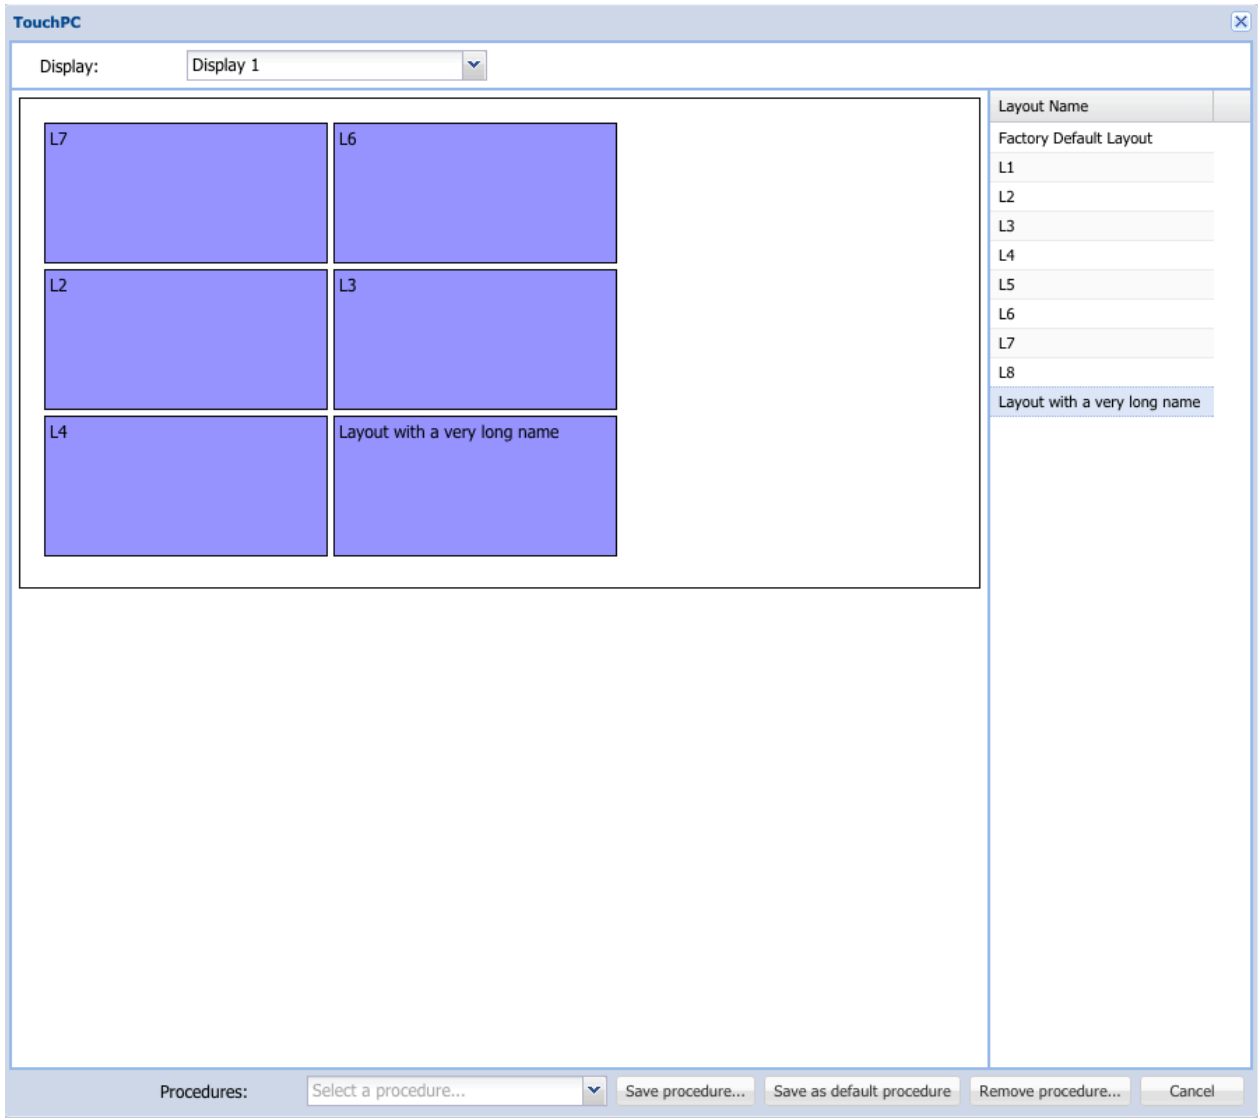 TouchPC
Display: Display 1
L7 L6
L2 L3
L4 Layout with a very long name
Layout Name
Factory Default Layout
L1
L2
L3
L4
L5
L6
L7
L8
Layout with a very long name
Procedures: Select a procedure... Save procedure... Save as default procedure Remove procedure... Cancel